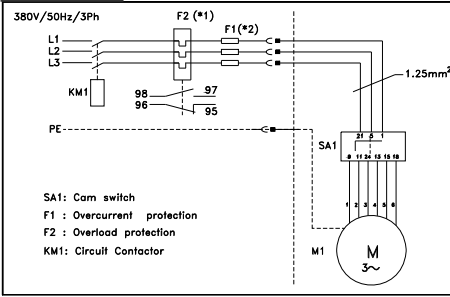 380V/50Hz/3Ph
F2 (*1)
F1(*2)
L1
L2
L3
KM1
98 97
96 95
1.25mm²
PE
SA1
21 5 1
9 11 24 13 15 18
1 2 3 4 5 6
M1
M
3~
SA1: Cam switch
F1 : Overcurrent protection
F2 : Overload protection
KM1: Circuit Contactor